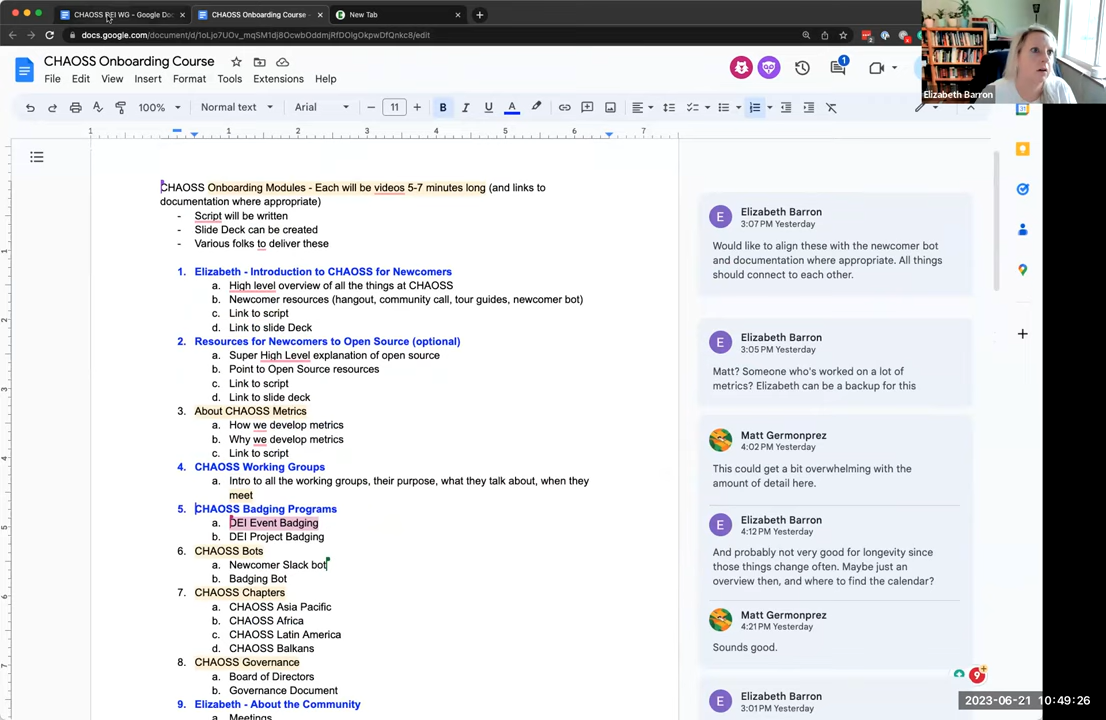 CHAOSS DEI WG - Google Doc
CHAOSS Onboarding Course -
New Tab
docs.google.com/document/d/1oLjo7UOv_mqSM1dj8OcwbOddmjRfDOlgOkpwDfQnkc8/edit
CHAOSS Onboarding Course
File Edit View Insert Format Tools Extensions Help
1
100% Normal text Arial 11 B I U A
Elizabeth Barron
1 1 2 3 4 5 6 7
CHAOSS Onboarding Modules - Each will be videos 5-7 minutes long (and links to
documentation where appropriate)
- Script will be written
- Slide Deck can be created
- Various folks to deliver these
1. Elizabeth - Introduction to CHAOSS for Newcomers
a. High level overview of all the things at CHAOSS
b. Newcomer resources (hangout, community call, tour guides, newcomer bot)
c. Link to script
d. Link to slide Deck
2. Resources for Newcomers to Open Source (optional)
a. Super High Level explanation of open source
b. Point to Open Source resources
c. Link to script
d. Link to slide deck
3. About CHAOSS Metrics
a. How we develop metrics
b. Why we develop metrics
c. Link to script
4. CHAOSS Working Groups
a. Intro to all the working groups, their purpose, what they talk about, when they
meet
5. CHAOSS Badging Programs
a. DEI Event Badging
b. DEI Project Badging
6. CHAOSS Bots
a. Newcomer Slack bot
b. Badging Bot
7. CHAOSS Chapters
a. CHAOSS Asia Pacific
b. CHAOSS Africa
c. CHAOSS Latin America
d. CHAOSS Balkans
8. CHAOSS Governance
a. Board of Directors
b. Governance Document
9. Elizabeth - About the Community
a. Meetings
E
Elizabeth Barron
3:07 PM Yesterday
Would like to align these with the newcomer bot
and documentation where appropriate. All things
should connect to each other.
E
Elizabeth Barron
3:05 PM Yesterday
Matt? Someone who's worked on a lot of
metrics? Elizabeth can be a backup for this
Matt Germonprez
4:02 PM Yesterday
This could get a bit overwhelming with the
amount of detail here.
E
Elizabeth Barron
4:12 PM Yesterday
And probably not very good for longevity since
those things change often. Maybe just an
overview then, and where to find the calendar?
Matt Germonprez
4:21 PM Yesterday
Sounds good.
9
E
Elizabeth Barron
3:01 PM Yesterday
2023-06-21 10:49:26